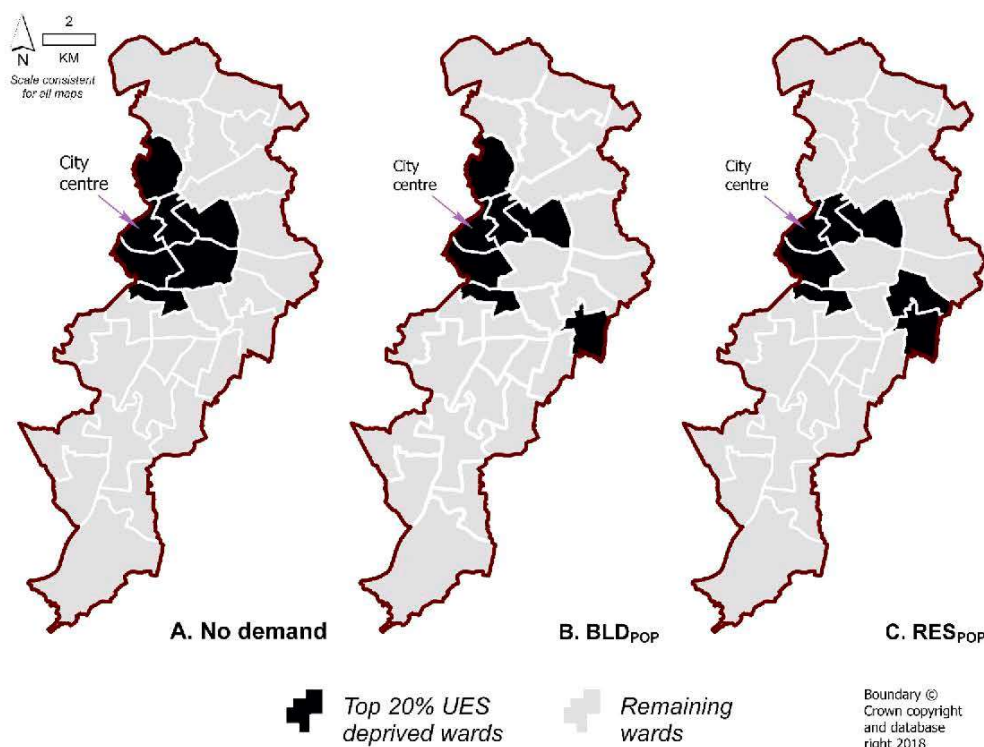 2
N
KM
Scale consistent
for all maps
City
centre
City
centre
City
centre
A. No demand
B. BLDPOP
C. RESPOP
Top 20% UES
deprived wards
Remaining
wards
Boundary ©
Crown copyright
and database
right 2018